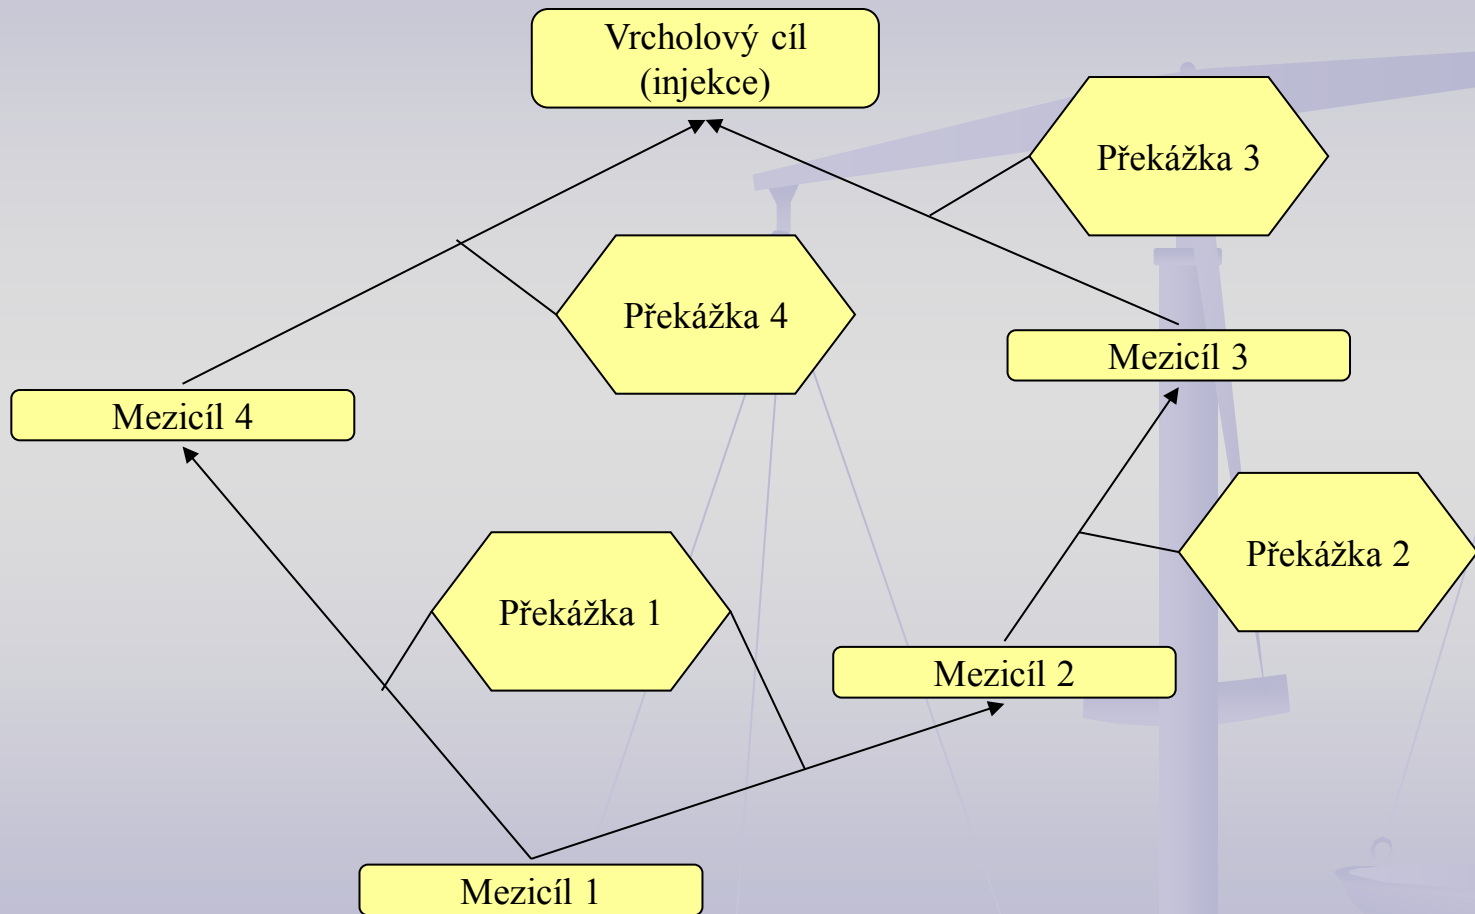 Vrcholový cíl
(injekce)
Překážka 3
Překážka 4
Mezicíl 3
Mezicíl 4
Překážka 2
Překážka 1
Mezicíl 2
Mezicíl 1